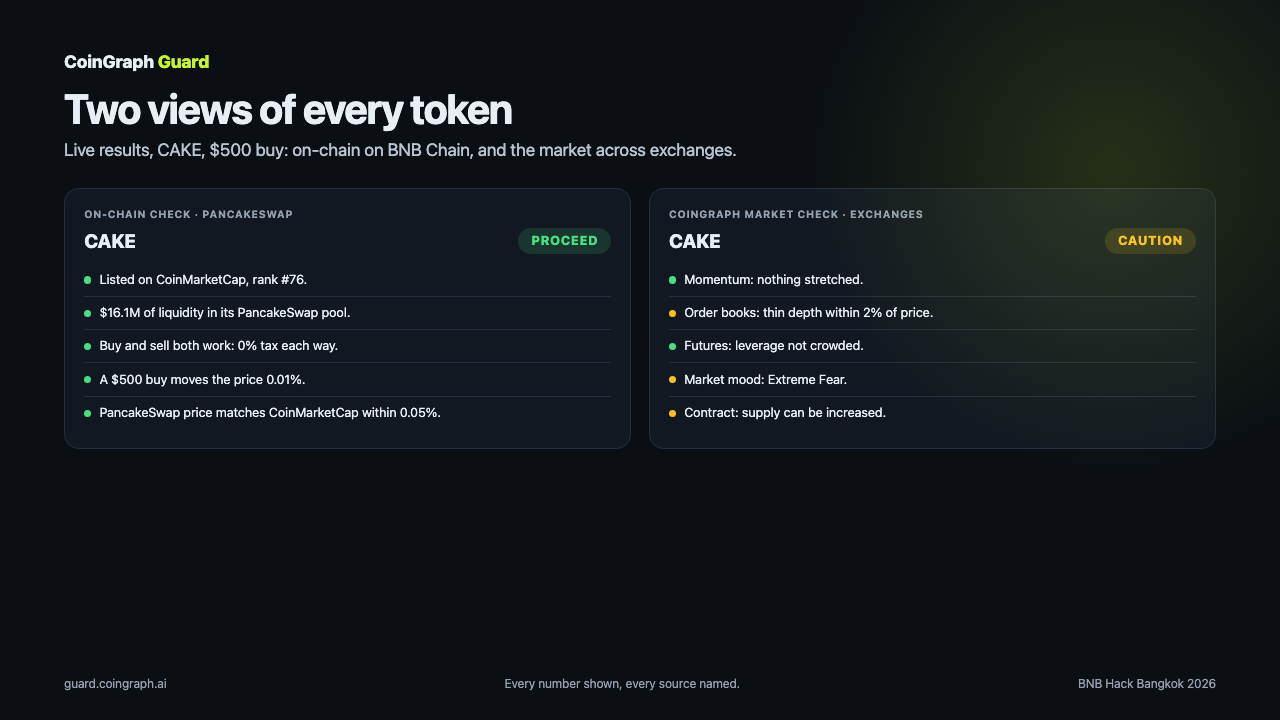 CoinGraph Guard
Two views of every token
Live results, CAKE, $500 buy: on-chain on BNB Chain, and the market across exchanges.
ON-CHAIN CHECK · PANCAKESWAP
CAKE
PROCEED
Listed on CoinMarketCap, rank #76.
$16.1M of liquidity in its PancakeSwap pool.
Buy and sell both work: 0% tax each way.
A $500 buy moves the price 0.01%.
PancakeSwap price matches CoinMarketCap within 0.05%.
COINGRAPH MARKET CHECK · EXCHANGES
CAKE
CAUTION
Momentum: nothing stretched.
Order books: thin depth within 2% of price.
Futures: leverage not crowded.
Market mood: Extreme Fear.
Contract: supply can be increased.
guard.coingraph.ai
Every number shown, every source named.
BNB Hack Bangkok 2026